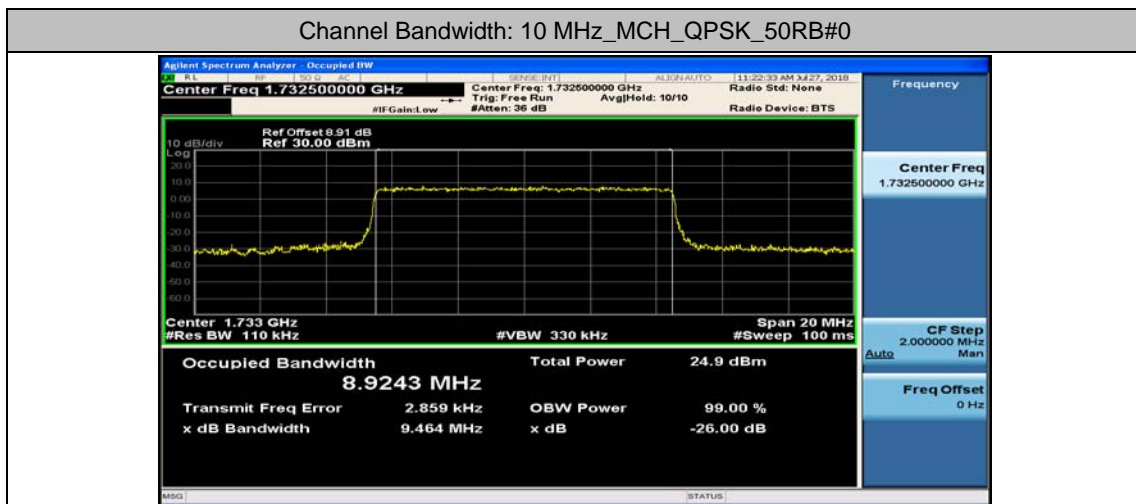 Channel Bandwidth: 10 MHz_MCH_QPSK_50RB#0
Agilent Spectrum Analyzer - Occupied BW
RL RF 50 Ω AC SENSE:INT ALIGN AUTO 11:22:33 AM Jul 27, 2018
Center Freq 1.732500000 GHz
Center Freq: 1.732500000 GHz
Radio Std: None
Trig: Free Run Avg|Hold: 10/10
#IFGain:Low #Atten: 36 dB Radio Device: BTS
Frequency
Ref Offset 8.91 dB
10 dB/div Ref 30.00 dBm
Log
20.0
10.0
0.00
-10.0
-20.0
-30.0
-40.0
-50.0
-60.0
Center Freq
1.732500000 GHz
Center 1.733 GHz Span 20 MHz
#Res BW 110 kHz #VBW 330 kHz #Sweep 100 ms
CF Step
2.000000 MHz
Auto Man
Occupied Bandwidth Total Power 24.9 dBm
8.9243 MHz
Transmit Freq Error 2.859 kHz OBW Power 99.00 %
x dB Bandwidth 9.464 MHz x dB -26.00 dB
Freq Offset
0 Hz
MSG STATUS